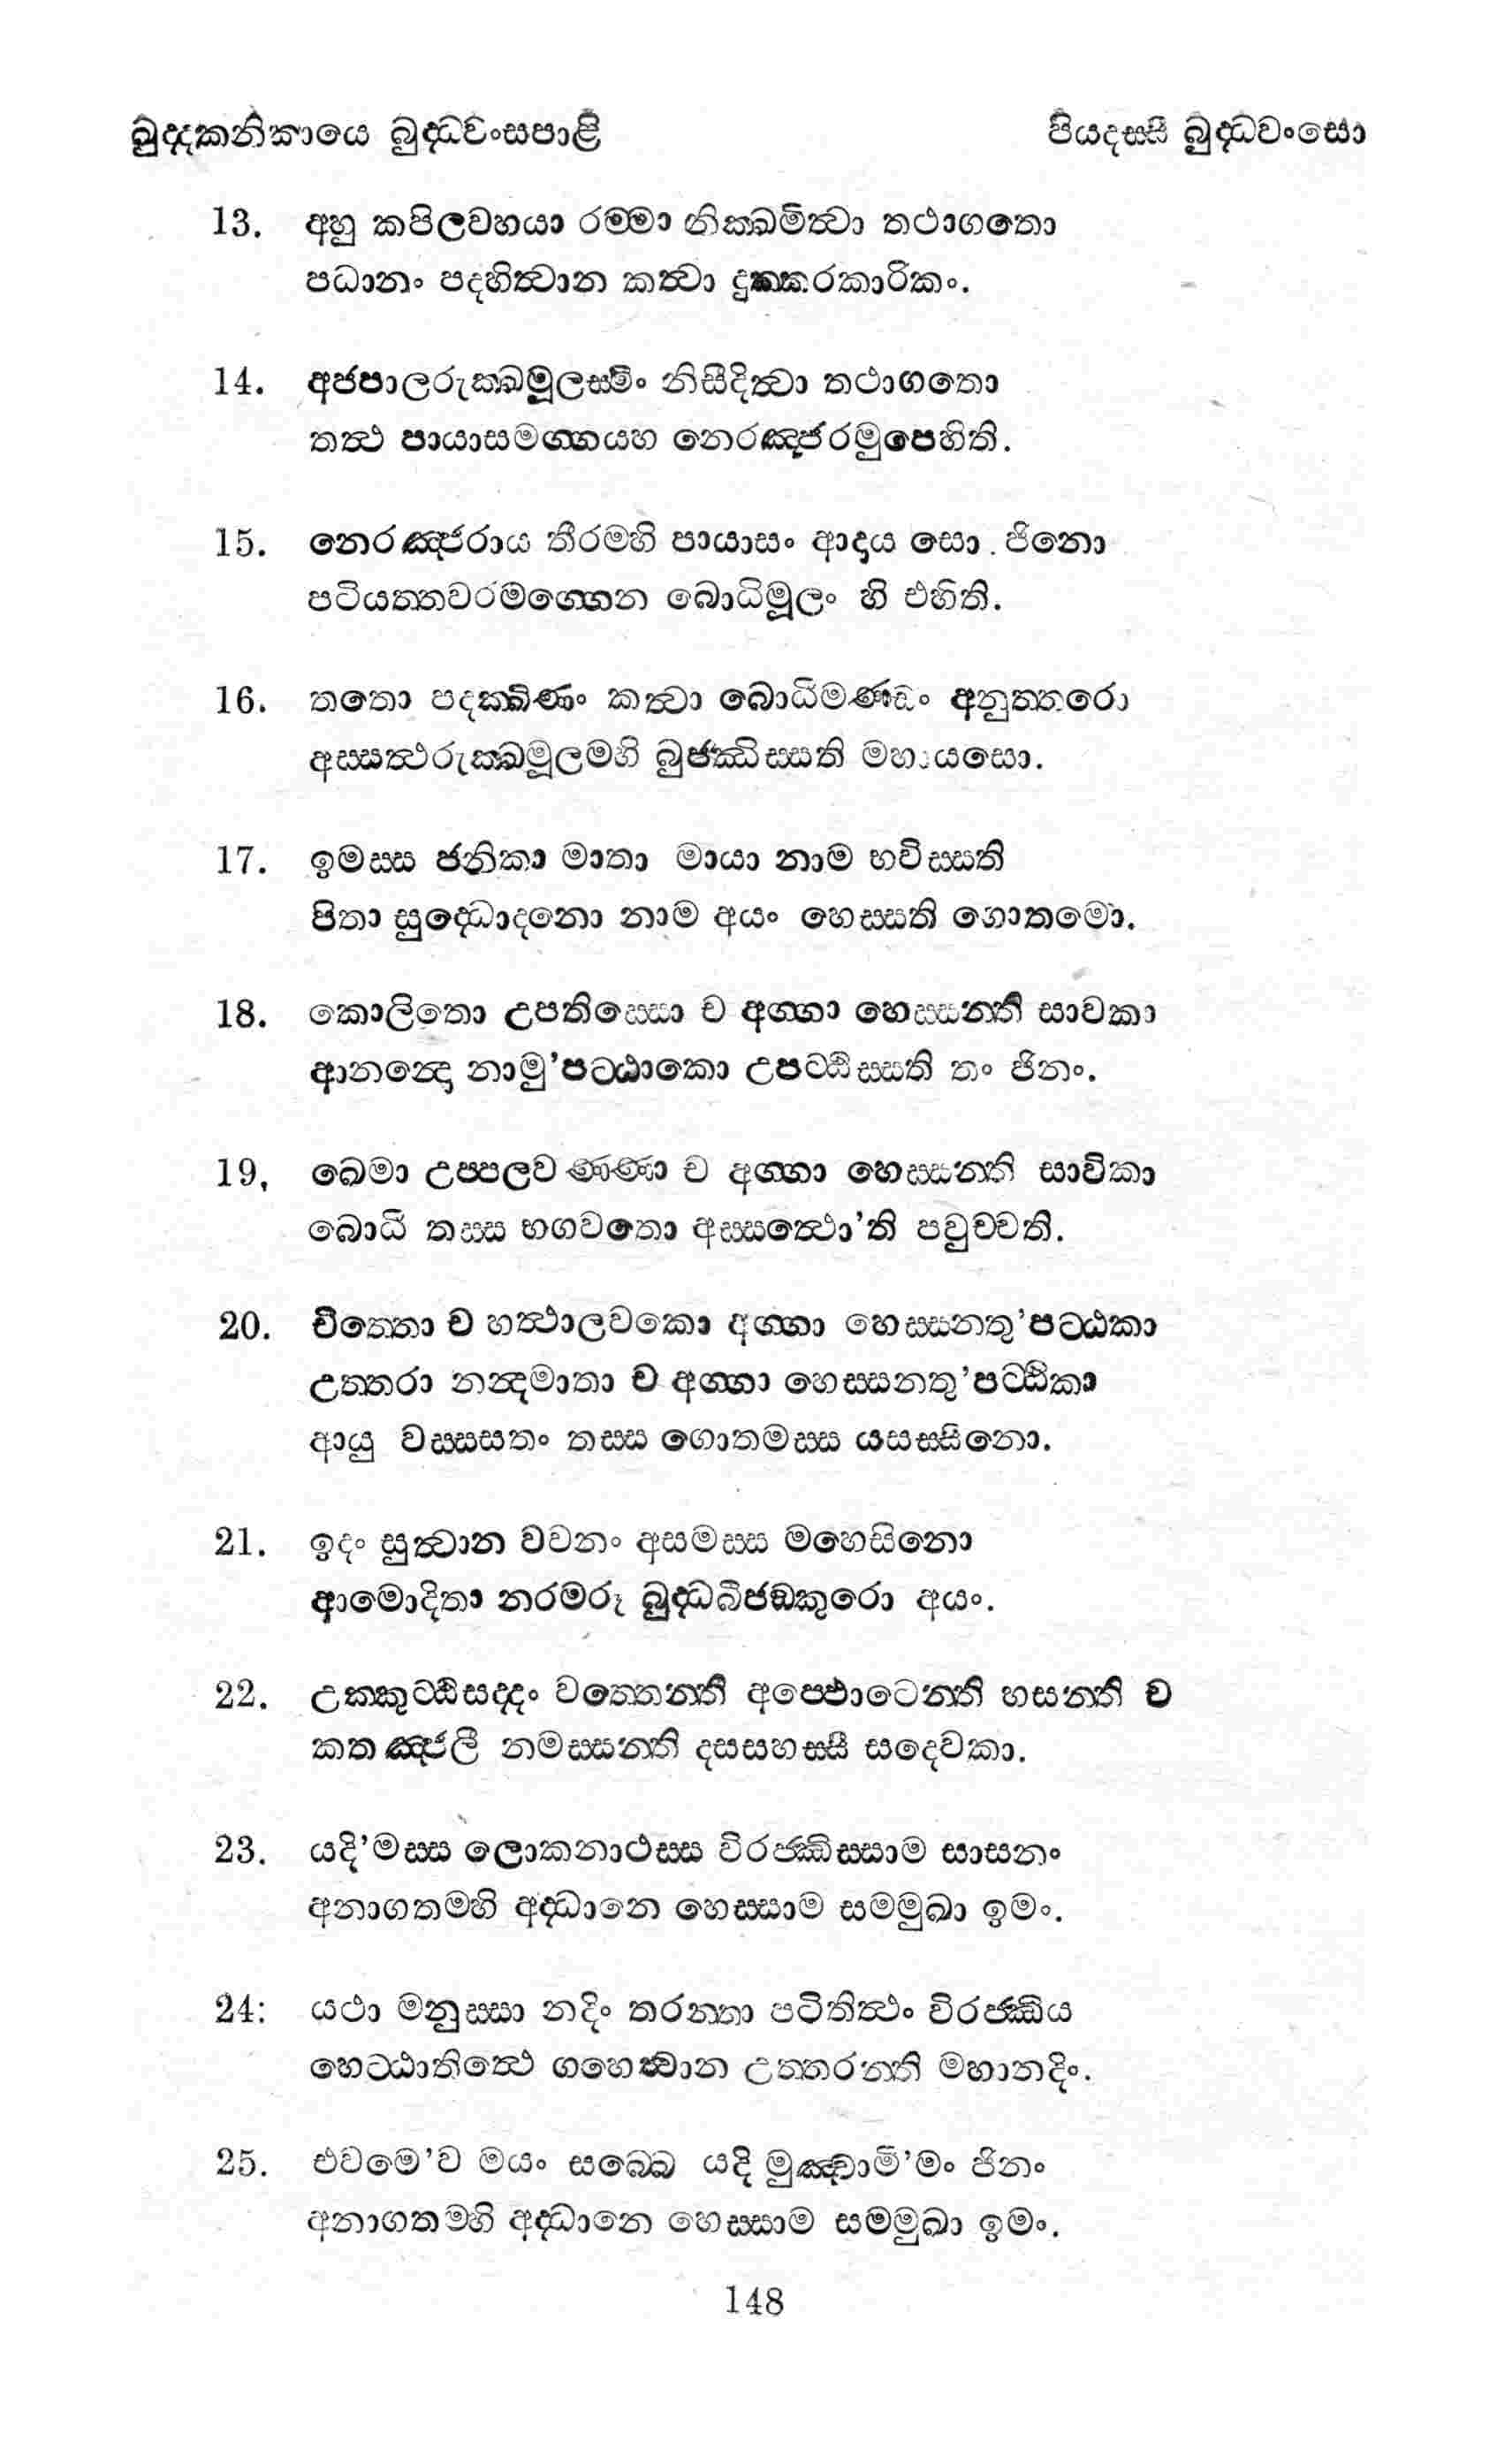 ඛුද්දකනිකායෙ බුද්ධවංසපාළි
පියදස්සී බුද්ධවංසො
13. අහු කපිලව්හයා රම්මා නික්ඛමිත්වා තථාගතො
පධානං පදහිත්වාන කත්වා දුක්කරකාරිකං.
14. අජපාලරුක්ඛමූලස්මිං නිසීදිත්වා තථාගතො
තත්ථ පායාසමග්ගය්හ නෙරඤ්ජරමුපෙහිති.
15. නෙරඤ්ජරාය තීරම්හි පායාසං ආදාය සො ජිනො
පටියත්තවරමග්ගෙන බොධිමූලං හි එහිති.
16. තතො පදක්ඛිණං කත්වා බොධිමණ්ඩං අනුත්තරො
අස්සත්ථරුක්ඛමූලම්හි බුජ්ඣිස්සති මහායසො.
17. ඉමස්ස ජනිකා මාතා මායා නාම භවිස්සති
පිතා සුද්ධොදනො නාම අයං හෙස්සති ගොතමො.
18. කොලිතො උපතිස්සො ච අග්ගා හෙස්සන්ති සාවකා
ආනන්දො නාමු'පට්ඨාකො උපට්ඨිස්සති තං ජිනං.
19, ඛෙමා උප්පලවණ්ණා ච අග්ගා හෙස්සන්ති සාවිකා
බොධි තස්ස භගවතො අස්සත්ථො'ති පවුච්චති.
20. චිත්තො ච හත්ථාලවකො අග්ගා හෙස්සන්තු'පට්ඨකා
උත්තරා නන්දමාතා ච අග්ගා හෙස්සන්තු'පට්ඨිකා
ආයු වස්සසතං තස්ස ගොතමස්ස යසස්සිනො.
21. ඉදං සුත්වාන වචනං අසමස්ස මහෙසිනො
ආමොදිතා නරමරූ බුද්ධබීජඞ්කුරො අයං.
22. උක්කුට්ඨිසද්දං වත්තෙන්ති අප්ඵොටෙන්ති හසන්ති ච
කතඤ්ජලී නමස්සන්ති දසසහස්සී සදෙවකා.
23. යදි'මස්ස ලොකනාථස්ස විරජ්ඣිස්සාම සාසනං
අනාගතම්හි අද්ධානෙ හෙස්සාම සම්මුඛා ඉමං.
24: යථා මනුස්සා නදිං තරන්තා පටිතිත්ථං විරජ්ඣිය
හෙට්ඨාතිත්ථෙ ගහෙත්වාන උත්තරන්ති මහානදිං.
25. එවමෙ'ව මයං සබ්බෙ යදි මුඤ්චාමි'මං ජිනං
අනාගතම්හි අද්ධානෙ හෙස්සාම සම්මුඛා ඉමං.
148